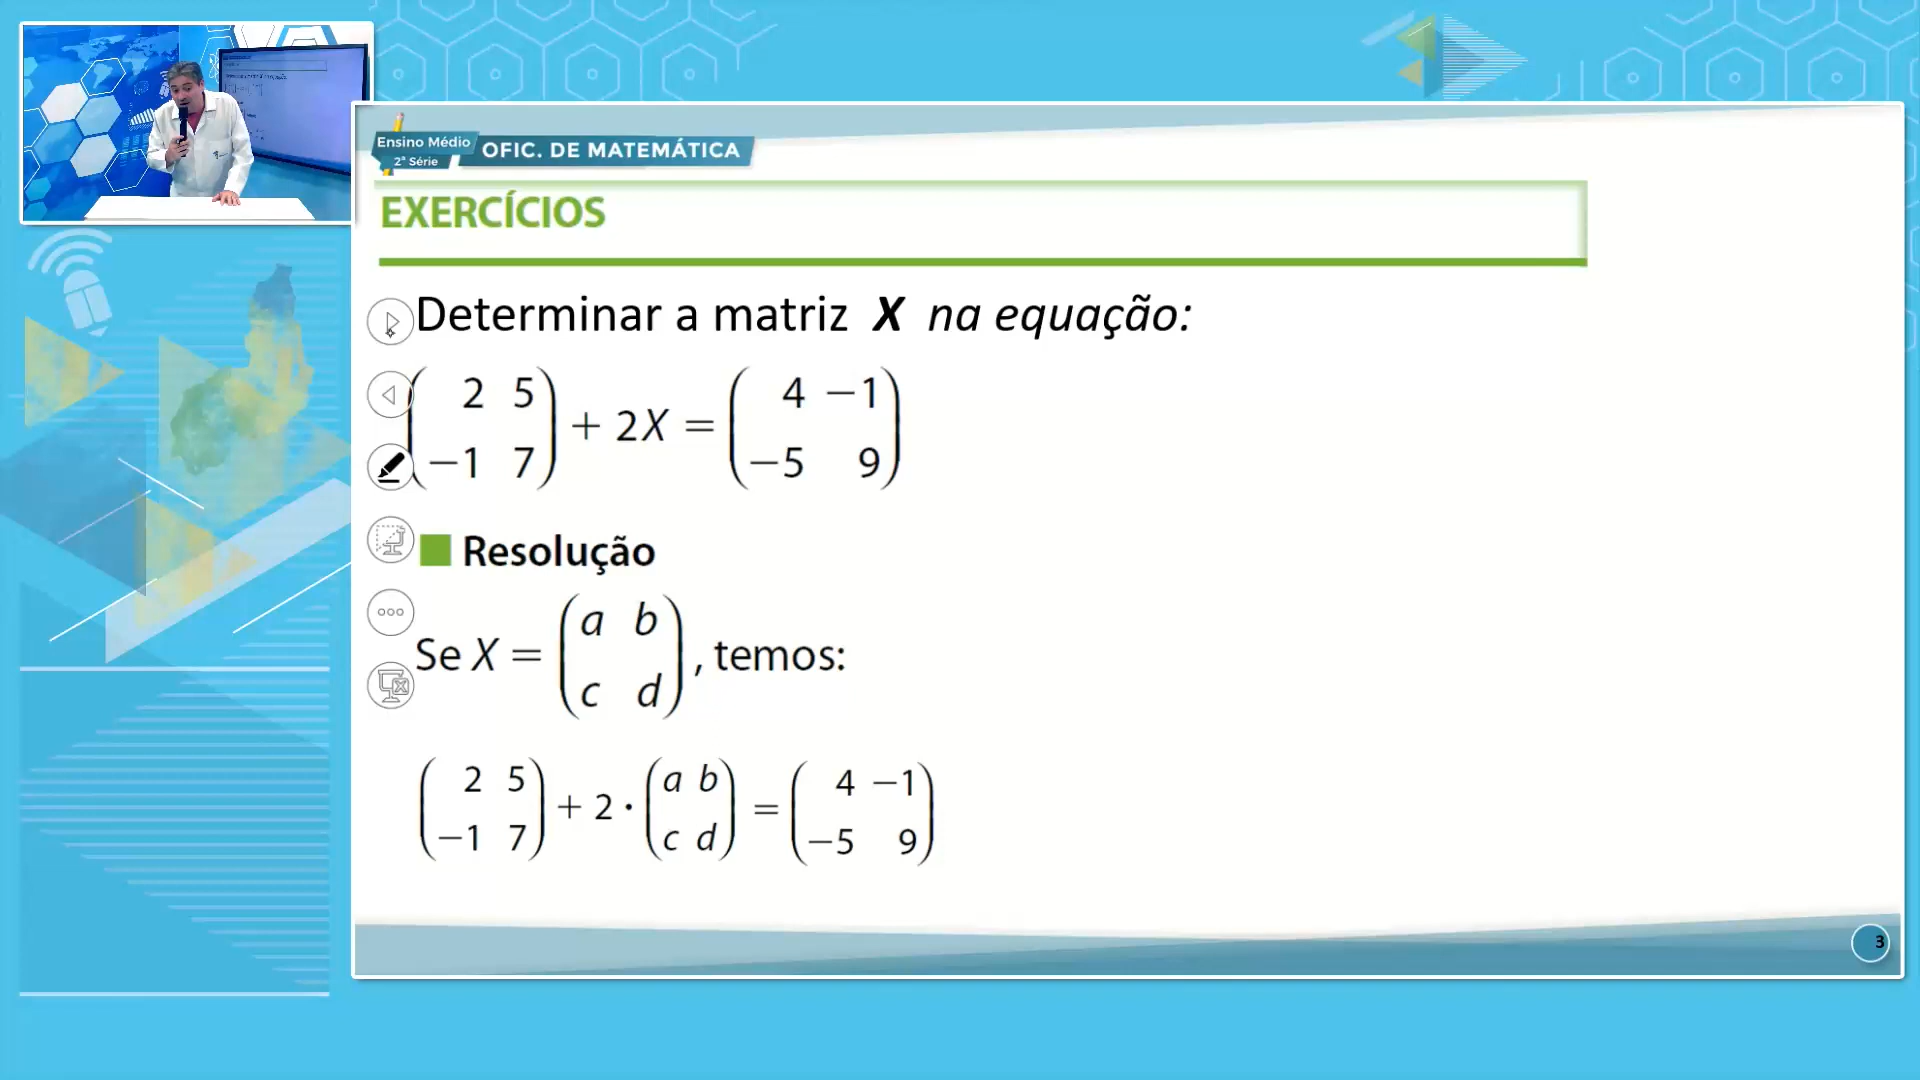 Ensino Médio
2ª Série
OFIC. DE MATEMÁTICA
EXERCÍCIOS
Determinar a matriz X na equação:
( 2 5 ) + 2X = ( 4 −1 )
( −1 7 ) ( −5 9 )
Resolução
Se X = ( a b ) , temos:
( c d )
( 2 5 ) + 2 · ( a b ) = ( 4 −1 )
( −1 7 ) ( c d ) ( −5 9 )
3